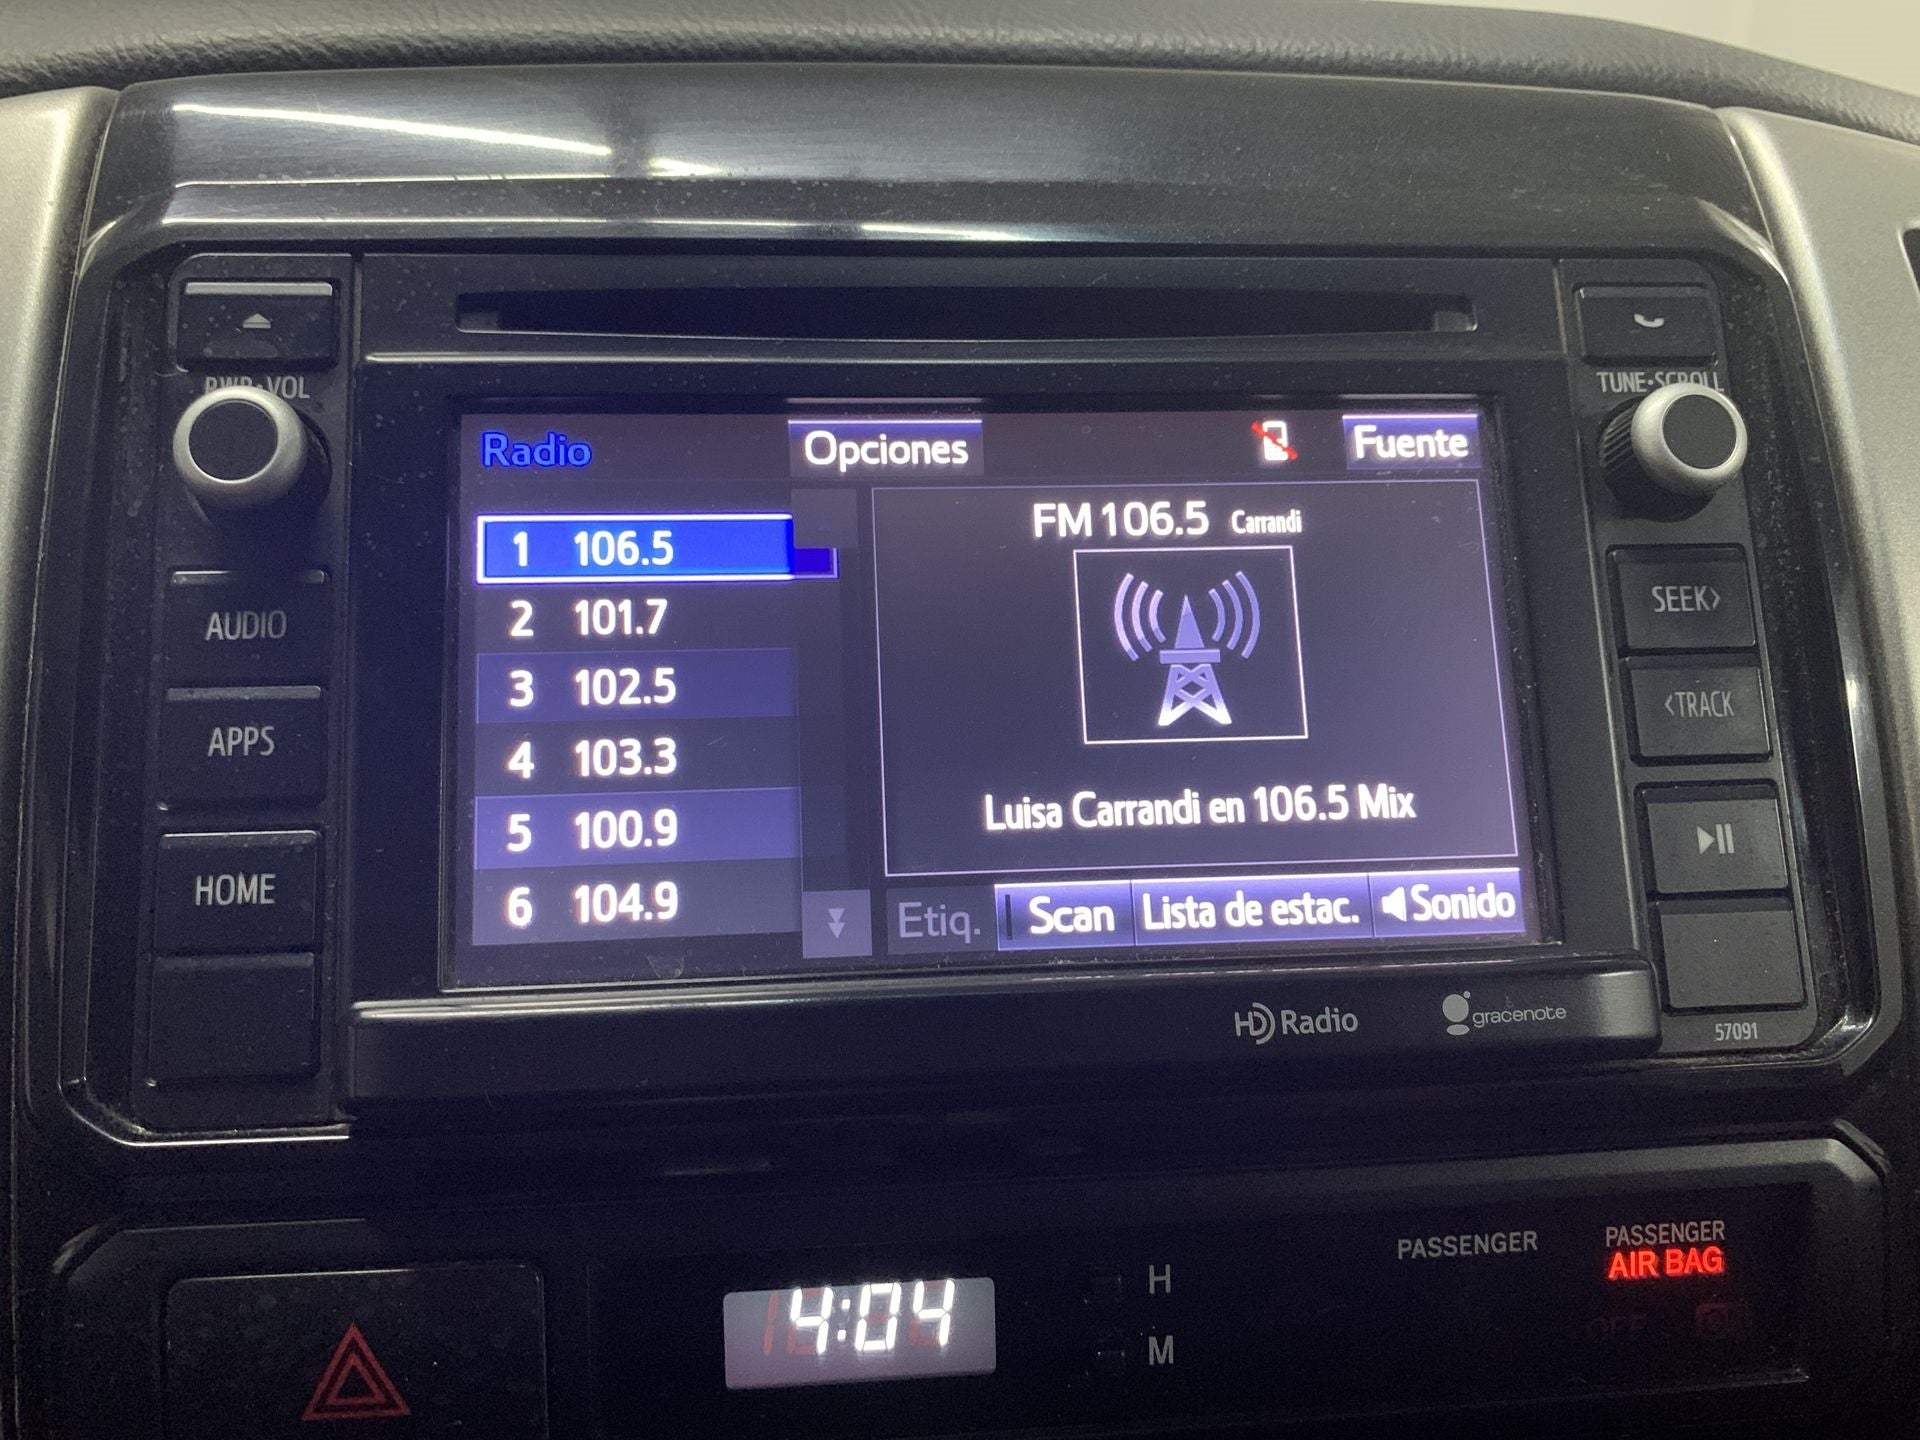 PWR•VOL
TUNE•SCROLL
Radio
Opciones
Fuente
1 106.5
2 101.7
3 102.5
4 103.3
5 100.9
6 104.9
FM 106.5 Carrandi
Luisa Carrandi en 106.5 Mix
Etiq.
Scan
Lista de estac.
Sonido
AUDIO
APPS
HOME
SEEK>
<TRACK
HD Radio
gracenote
57091
4:04
H
M
PASSENGER
PASSENGER
AIR BAG
OFF